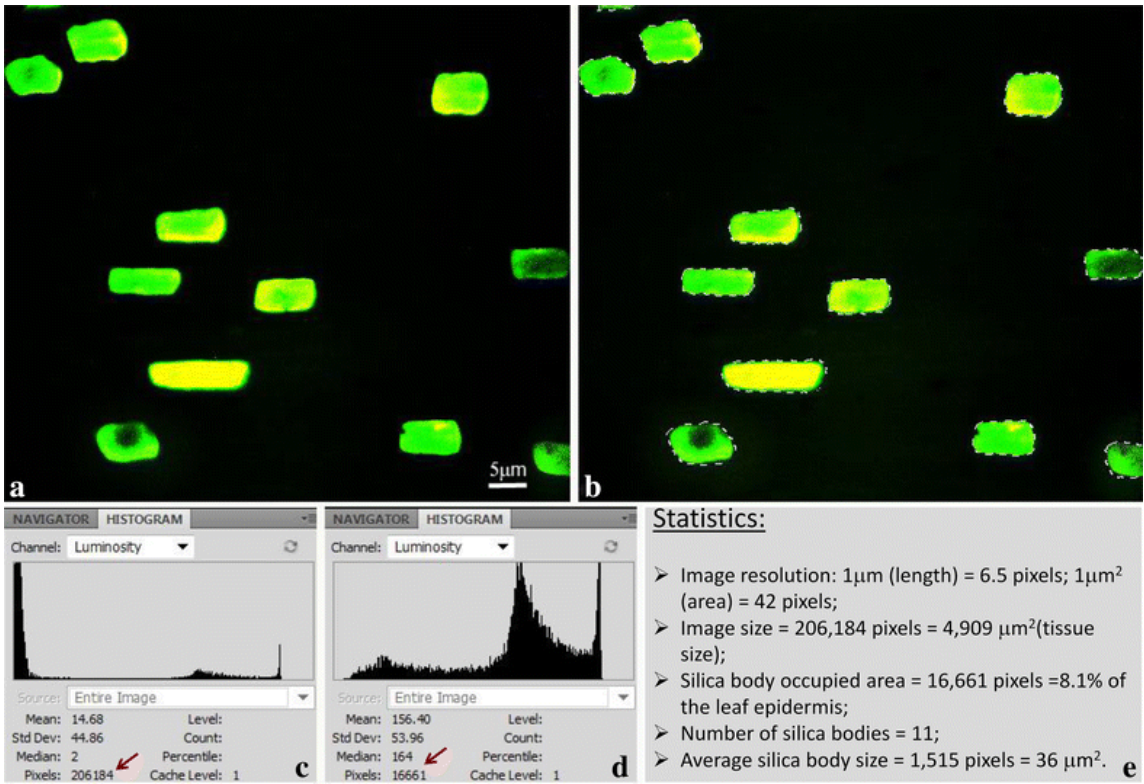 5μm
a
b
NAVIGATOR HISTOGRAM
Channel: Luminosity
Source: Entire Image
Mean: 14.68 Level:
Std Dev: 44.86 Count:
Median: 2 Percentile:
Pixels: 206184 Cache Level: 1
c
NAVIGATOR HISTOGRAM
Channel: Luminosity
Source: Entire Image
Mean: 156.40 Level:
Std Dev: 53.96 Count:
Median: 164 Percentile:
Pixels: 16661 Cache Level: 1
d
Statistics:
➢ Image resolution: 1μm (length) = 6.5 pixels; 1μm²
(area) = 42 pixels;
➢ Image size = 206,184 pixels = 4,909 μm²(tissue
size);
➢ Silica body occupied area = 16,661 pixels =8.1% of
the leaf epidermis;
➢ Number of silica bodies = 11;
➢ Average silica body size = 1,515 pixels = 36 μm².
e